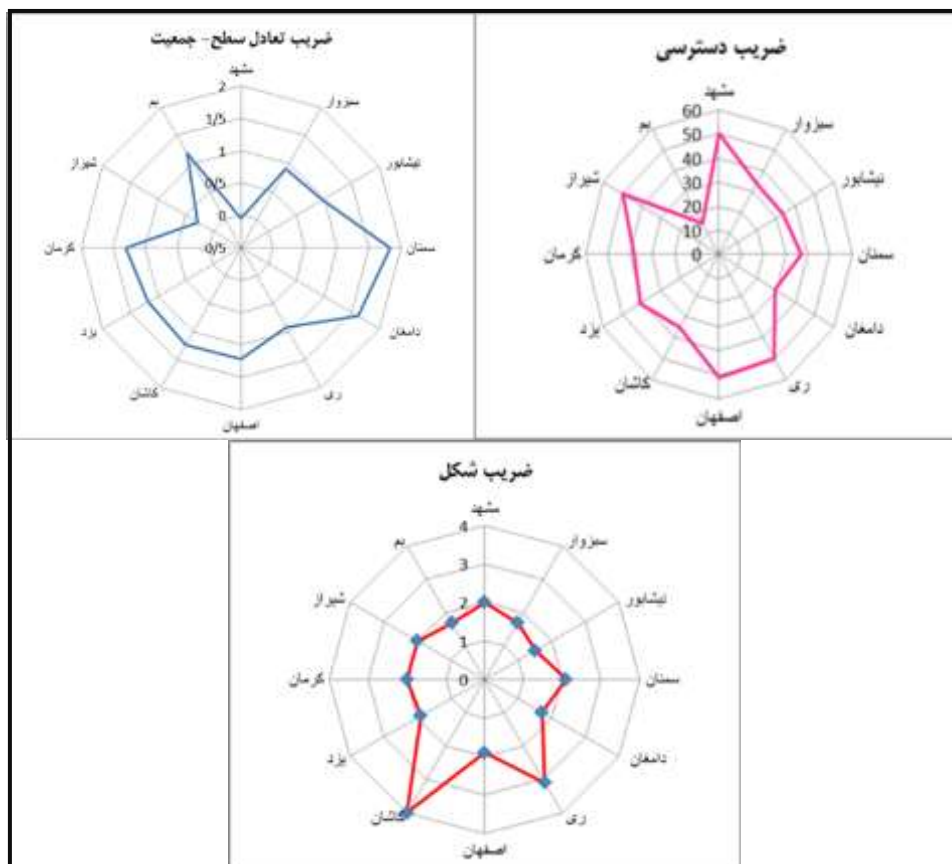 ضریب دسترسی
مشهد
سبزوار
نیشابور
سمنان
دامغان
ری
اصفهان
کاشان
یزد
کرمان
شیراز
بم
60
50
40
30
20
10
0
ضریب تعادل سطح- جمعیت
مشهد
سبزوار
نیشابور
سمنان
دامغان
ری
اصفهان
کاشان
یزد
کرمان
شیراز
بم
2
1/5
1
0/5
0
0/5
ضریب شکل
مشهد
سبزوار
نیشابور
سمنان
دامغان
ری
اصفهان
کاشان
یزد
کرمان
شیراز
بم
4
3
2
1
0